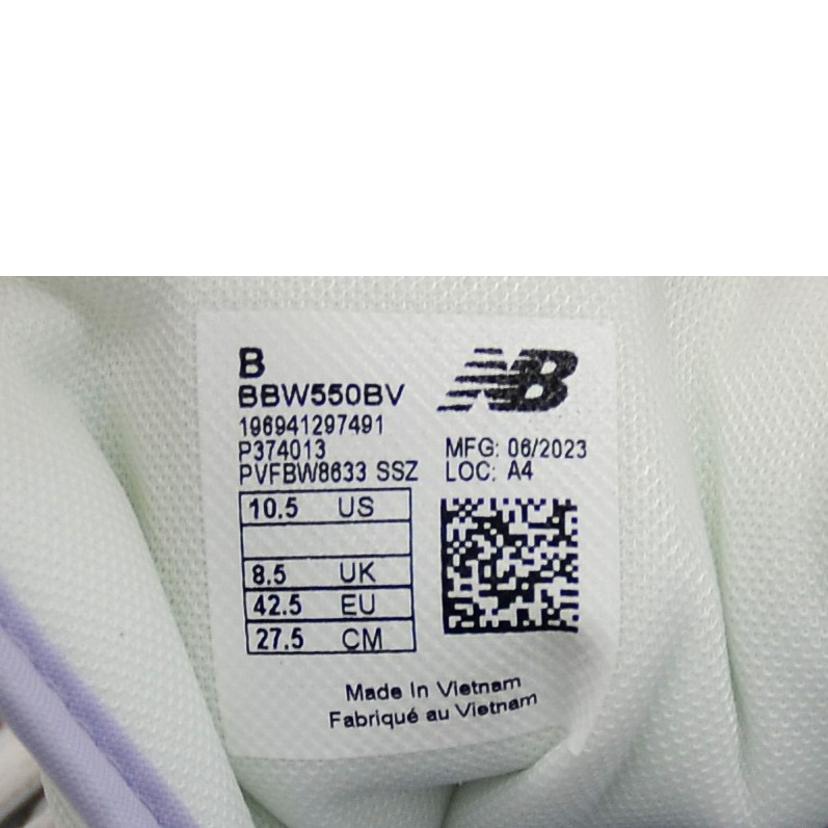 B
BBW550BV
NB
196941297491
P374013
PVFBW8633 SSZ
MFG: 06/2023
LOC: A4
10.5 US
8.5 UK
42.5 EU
27.5 CM
Made In Vietnam
Fabriqué au Vietnam